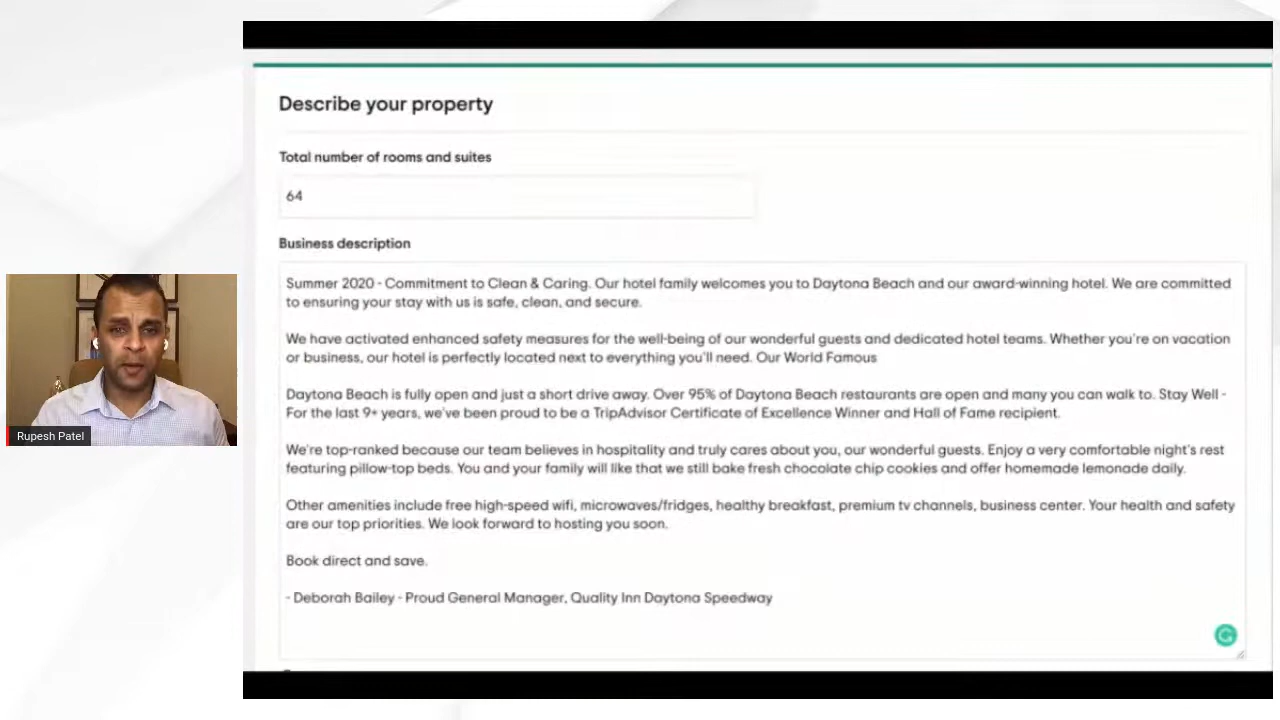 Describe your property
Total number of rooms and suites
64
Business description
Summer 2020 - Commitment to Clean & Caring. Our hotel family welcomes you to Daytona Beach and our award-winning hotel. We are committed
to ensuring your stay with us is safe, clean, and secure.
We have activated enhanced safety measures for the well-being of our wonderful guests and dedicated hotel teams. Whether you're on vacation
or business, our hotel is perfectly located next to everything you'll need. Our World Famous
Daytona Beach is fully open and just a short drive away. Over 95% of Daytona Beach restaurants are open and many you can walk to. Stay Well -
For the last 9+ years, we've been proud to be a TripAdvisor Certificate of Excellence Winner and Hall of Fame recipient.
We're top-ranked because our team believes in hospitality and truly cares about you, our wonderful guests. Enjoy a very comfortable night's rest
featuring pillow-top beds. You and your family will like that we still bake fresh chocolate chip cookies and offer homemade lemonade daily.
Other amenities include free high-speed wifi, microwaves/fridges, healthy breakfast, premium tv channels, business center. Your health and safety
are our top priorities. We look forward to hosting you soon.
Book direct and save.
- Deborah Bailey - Proud General Manager, Quality Inn Daytona Speedway
Rupesh Patel